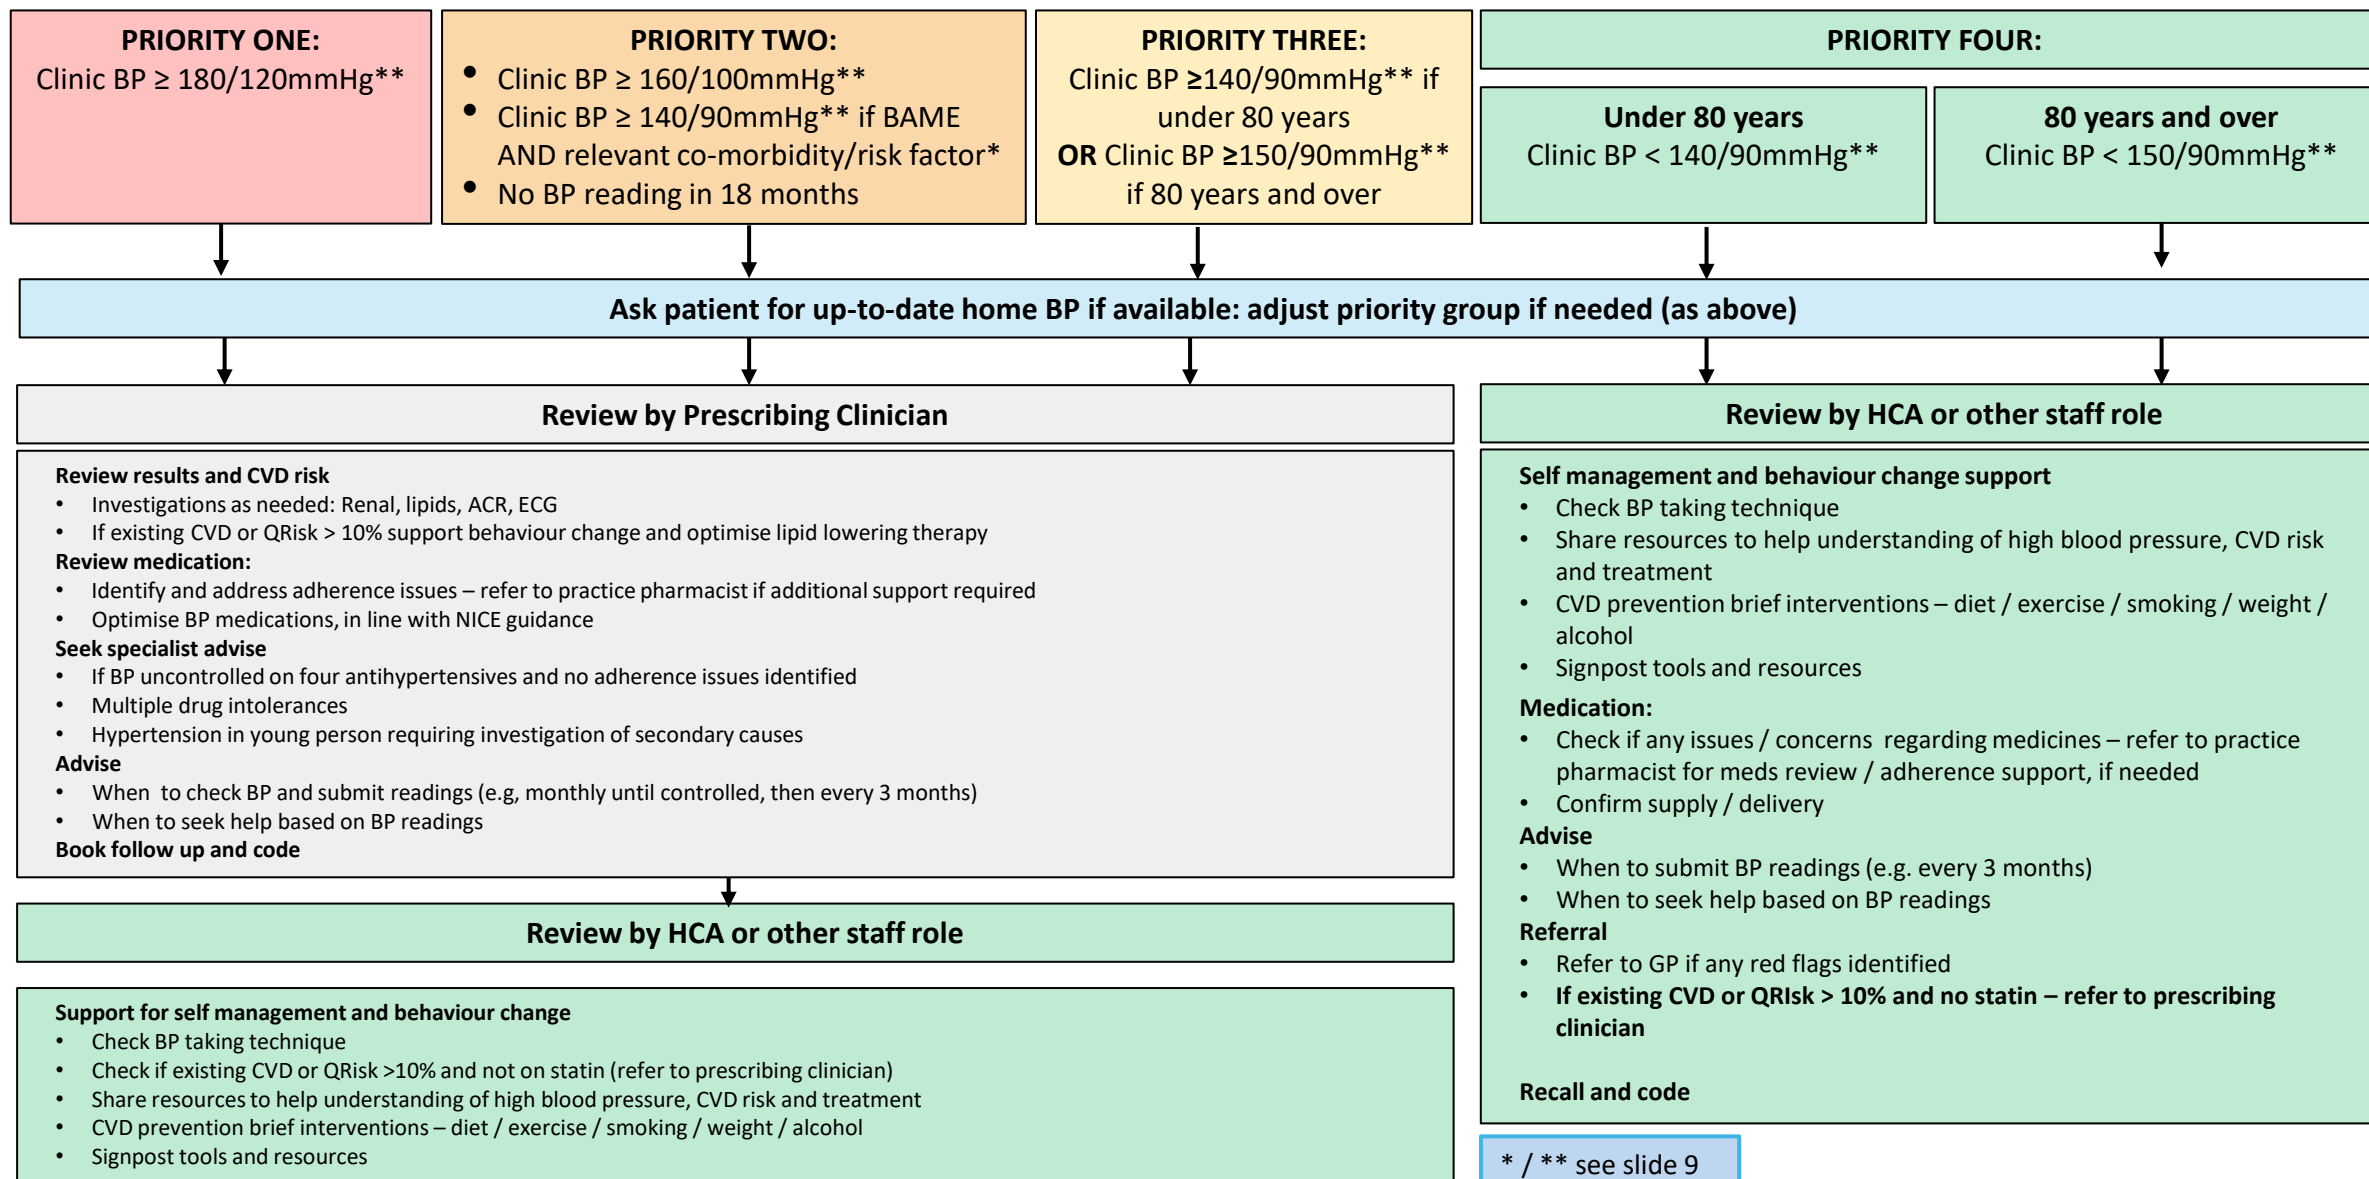 PRIORITY ONE:
Clinic BP ≥ 180/120mmHg**
PRIORITY TWO:
• Clinic BP ≥ 160/100mmHg**
• Clinic BP ≥ 140/90mmHg** if BAME
AND relevant co-morbidity/risk factor*
• No BP reading in 18 months
PRIORITY THREE:
Clinic BP ≥140/90mmHg** if
under 80 years
OR Clinic BP ≥150/90mmHg**
if 80 years and over
PRIORITY FOUR:
Under 80 years
Clinic BP < 140/90mmHg**
80 years and over
Clinic BP < 150/90mmHg**
Ask patient for up-to-date home BP if available: adjust priority group if needed (as above)
Review by Prescribing Clinician
Review results and CVD risk
• Investigations as needed: Renal, lipids, ACR, ECG
• If existing CVD or QRisk > 10% support behaviour change and optimise lipid lowering therapy
Review medication:
• Identify and address adherence issues – refer to practice pharmacist if additional support required
• Optimise BP medications, in line with NICE guidance
Seek specialist advise
• If BP uncontrolled on four antihypertensives and no adherence issues identified
• Multiple drug intolerances
• Hypertension in young person requiring investigation of secondary causes
Advise
• When to check BP and submit readings (e.g, monthly until controlled, then every 3 months)
• When to seek help based on BP readings
Book follow up and code
Review by HCA or other staff role
Support for self management and behaviour change
• Check BP taking technique
• Check if existing CVD or QRisk >10% and not on statin (refer to prescribing clinician)
• Share resources to help understanding of high blood pressure, CVD risk and treatment
• CVD prevention brief interventions – diet / exercise / smoking / weight / alcohol
• Signpost tools and resources
Review by HCA or other staff role
Self management and behaviour change support
• Check BP taking technique
• Share resources to help understanding of high blood pressure, CVD risk
and treatment
• CVD prevention brief interventions – diet / exercise / smoking / weight /
alcohol
• Signpost tools and resources
Medication:
• Check if any issues / concerns regarding medicines – refer to practice
pharmacist for meds review / adherence support, if needed
• Confirm supply / delivery
Advise
• When to submit BP readings (e.g. every 3 months)
• When to seek help based on BP readings
Referral
• Refer to GP if any red flags identified
• If existing CVD or QRIsk > 10% and no statin – refer to prescribing
clinician
Recall and code
* / ** see slide 9